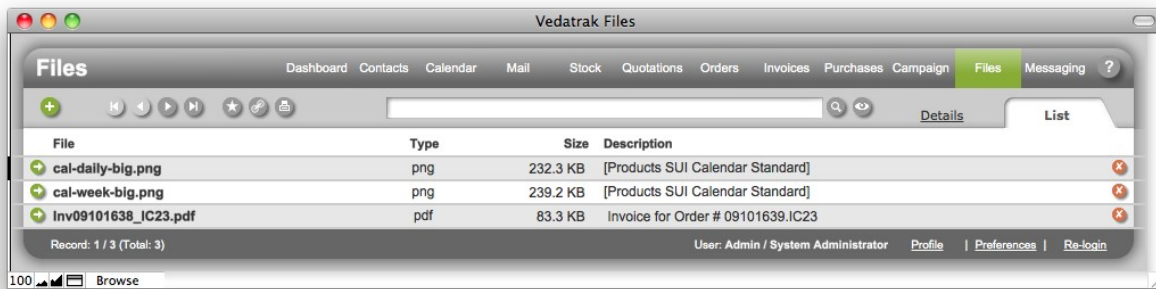 Vedatrak Files
Files Dashboard Contacts Calendar Mail Stock Quotations Orders Invoices Purchases Campaign Files Messaging ?
Details List
File Type Size Description
cal-daily-big.png png 232.3 KB [Products SUI Calendar Standard]
cal-week-big.png png 239.2 KB [Products SUI Calendar Standard]
Inv09101638_IC23.pdf pdf 83.3 KB Invoice for Order # 09101639.IC23
Record: 1 / 3 (Total: 3) User: Admin / System Administrator Profile | Preferences | Re-login
100 Browse